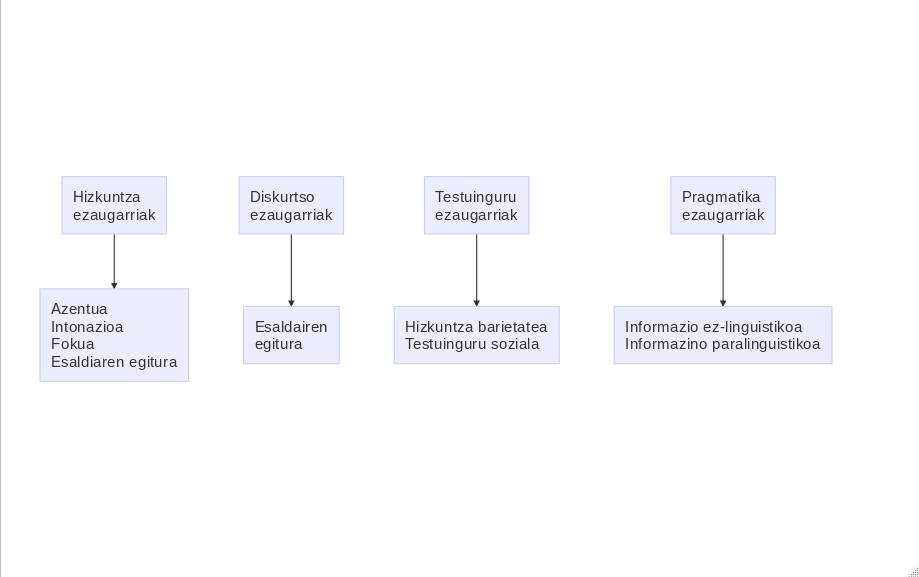 Hizkuntza
ezaugarriak
Diskurtso
ezaugarriak
Testuinguru
ezaugarriak
Pragmatika
ezaugarriak
Azentua
Intonazioa
Fokua
Esaldiaren egitura
Esaldairen
egitura
Hizkuntza barietatea
Testuinguru soziala
Informazio ez-linguistikoa
Informazino paralinguistikoa